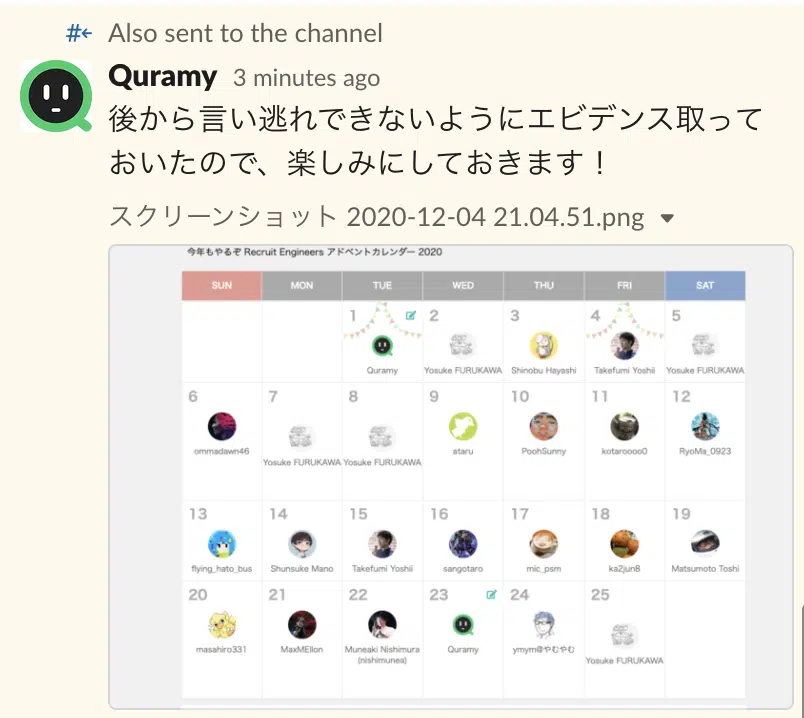 Also sent to the channel
Quramy 3 minutes ago
後から言い逃れできないようにエビデンス取って
おいたので、楽しみにしておきます！
スクリーンショット 2020-12-04 21.04.51.png
今年もやるぞ Recruit Engineers アドベントカレンダー 2020
SUN MON TUE WED THU FRI SAT
1 2 3 4 5
Quramy Yosuke FURUKAWA Shinobu Hayashi Takefumi Yoshii Yosuke FURUKAWA
6 7 8 9 10 11 12
ommadawn46 Yosuke FURUKAWA Yosuke FURUKAWA ataru PoohSunny kotaroooo0 RyoMa_0923
13 14 15 16 17 18 19
flying_hato_bus Shunsuke Mano Takefumi Yoshii sangotaro mic_psm ka2jun8 Matsumoto Toshi
20 21 22 23 24 25
masahiro331 MaxMEllon Muneaki Nishimura Quramy ymym@やむやむ Yosuke FURUKAWA
(nishimunea)